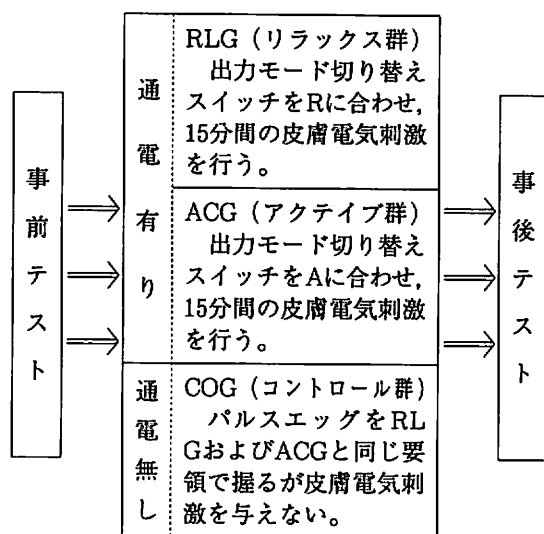 事前テスト
通電有り
RLG（リラックス群）
出力モード切り替え
スイッチをRに合わせ,
15分間の皮膚電気刺激
を行う。
ACG（アクテイブ群）
出力モード切り替え
スイッチをAに合わせ,
15分間の皮膚電気刺激
を行う。
通電無し
COG（コントロール群）
パルスエッグをRL
GおよびACGと同じ要
領で握るが皮膚電気刺
激を与えない。
事後テスト